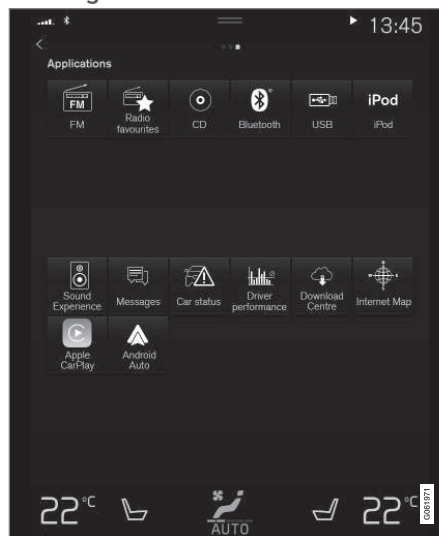 13:45
Applications
FM
FM
Radio
favourites
CD
Bluetooth
USB
iPod
iPod
Sound
Experience
Messages
Car status
Driver
performance
Download
Centre
Internet Map
Apple
CarPlay
Android
Auto
22°C
AUTO
22°C
G061971